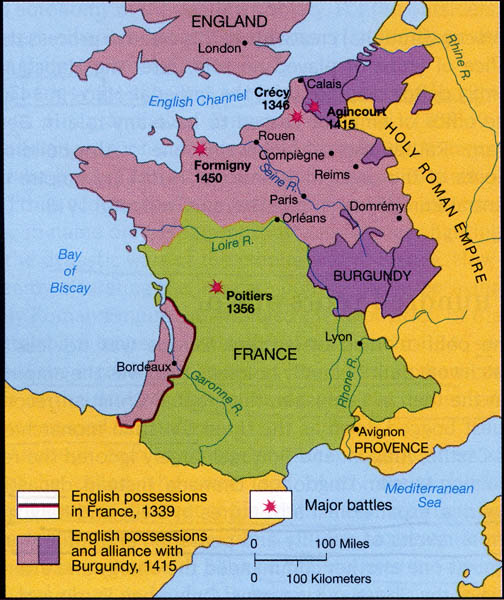 ENGLAND
London
Rhine R.
English Channel
Crécy
1346
Calais
Agincourt
1415
HOLY ROMAN EMPIRE
Rouen
Formigny
1450
Compiègne
Reims
Seine R.
Paris
Domrémy
Orléans
Loire R.
Bay
of
Biscay
BURGUNDY
Poitiers
1356
Lyon
FRANCE
Bordeaux
Garonne R.
Rhone R.
Avignon
PROVENCE
Mediterranean
Sea
English possessions
in France, 1339
Major battles
English possessions
and alliance with
Burgundy, 1415
0 100 Miles
0 100 Kilometers